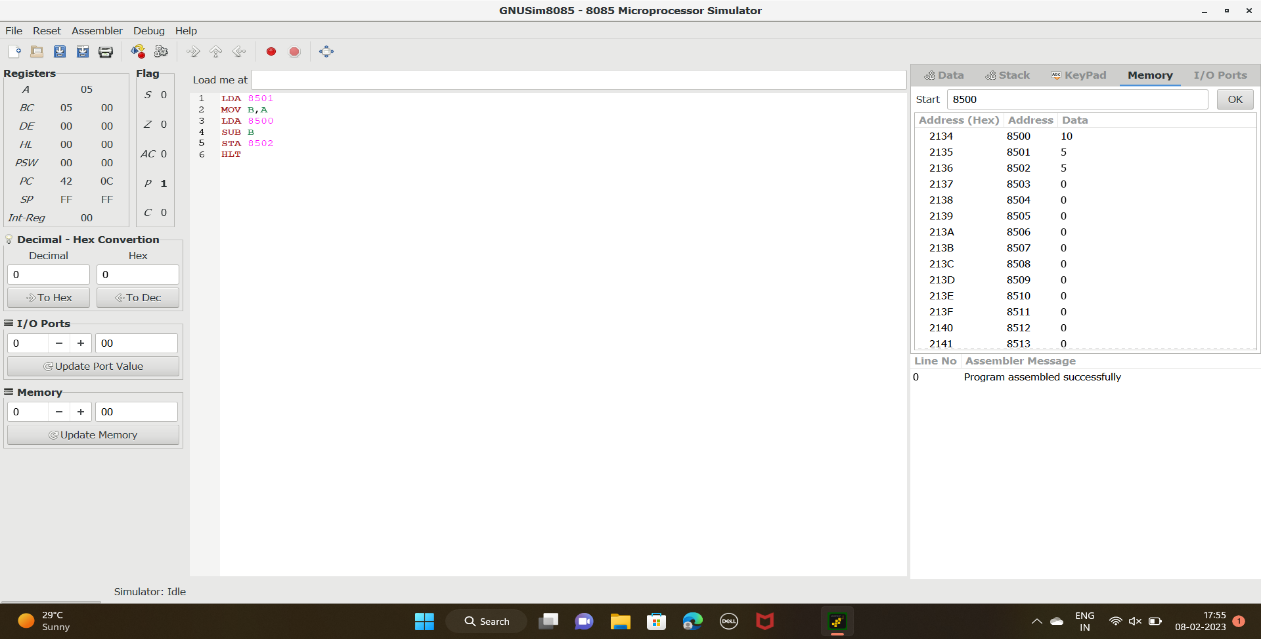 GNUSim8085 - 8085 Microprocessor Simulator
File Reset Assembler Debug Help
Registers
A 05
BC 05 00
DE 00 00
HL 00 00
PSW 00 00
PC 42 0C
SP FF FF
Int-Reg 00
Flag
S 0
Z 0
AC 0
P 1
C 0
Decimal - Hex Convertion
Decimal Hex
0 0
To Hex To Dec
I/O Ports
0 - + 00
Update Port Value
Memory
0 - + 00
Update Memory
Load me at
1 LDA 8501
2 MOV B,A
3 LDA 8500
4 SUB B
5 STA 8502
6 HLT
Data Stack KeyPad Memory I/O Ports
Start 8500 OK
Address (Hex) Address Data
2134 8500 10
2135 8501 5
2136 8502 5
2137 8503 0
2138 8504 0
2139 8505 0
213A 8506 0
213B 8507 0
213C 8508 0
213D 8509 0
213E 8510 0
213F 8511 0
2140 8512 0
2141 8513 0
Line No Assembler Message
0 Program assembled successfully
Simulator: Idle
29°C
Sunny
Search
DELL
ENG
IN
17:55
08-02-2023
1